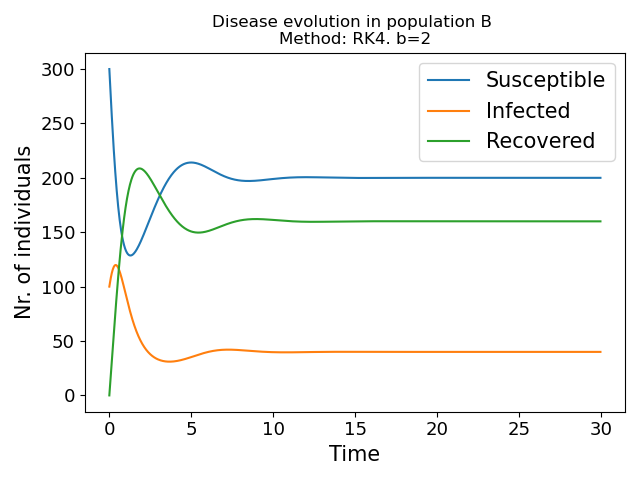 Disease evolution in population B
Method: RK4. b=2
Nr. of individuals
300
250
200
150
100
50
0
Susceptible
Infected
Recovered
0 5 10 15 20 25 30
Time